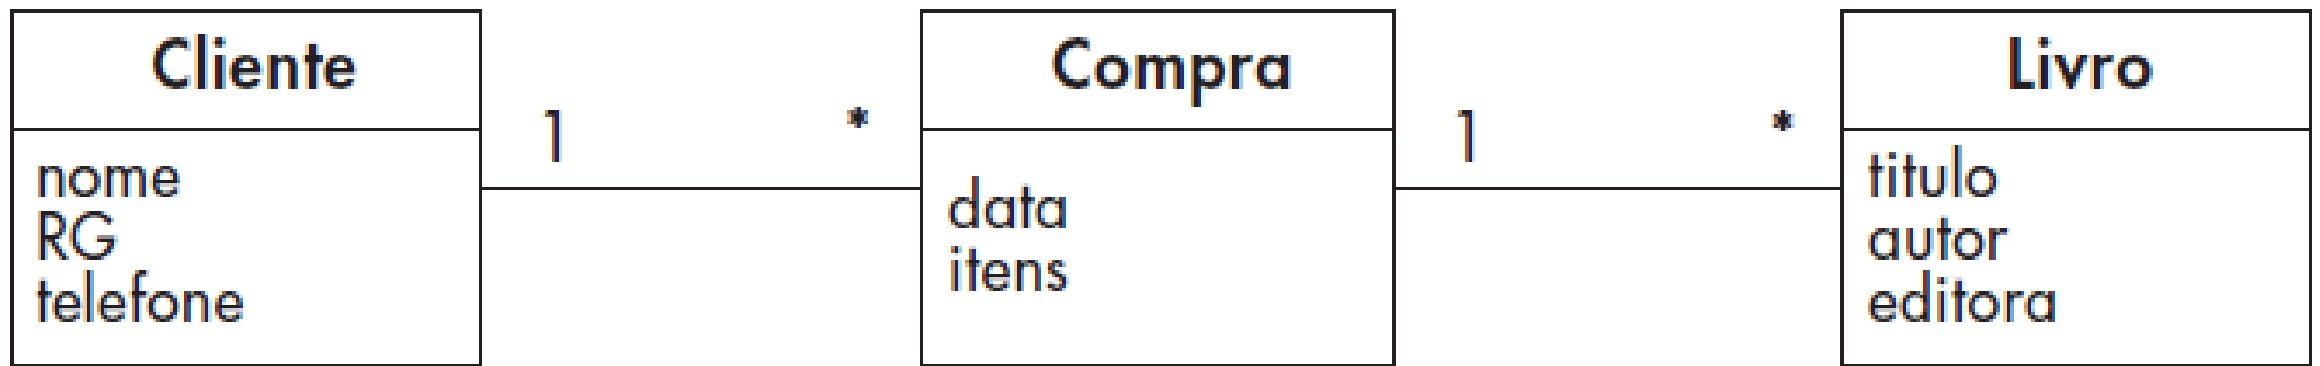 Cliente
nome
RG
telefone
1
*
Compra
data
itens
1
*
Livro
titulo
autor
editora